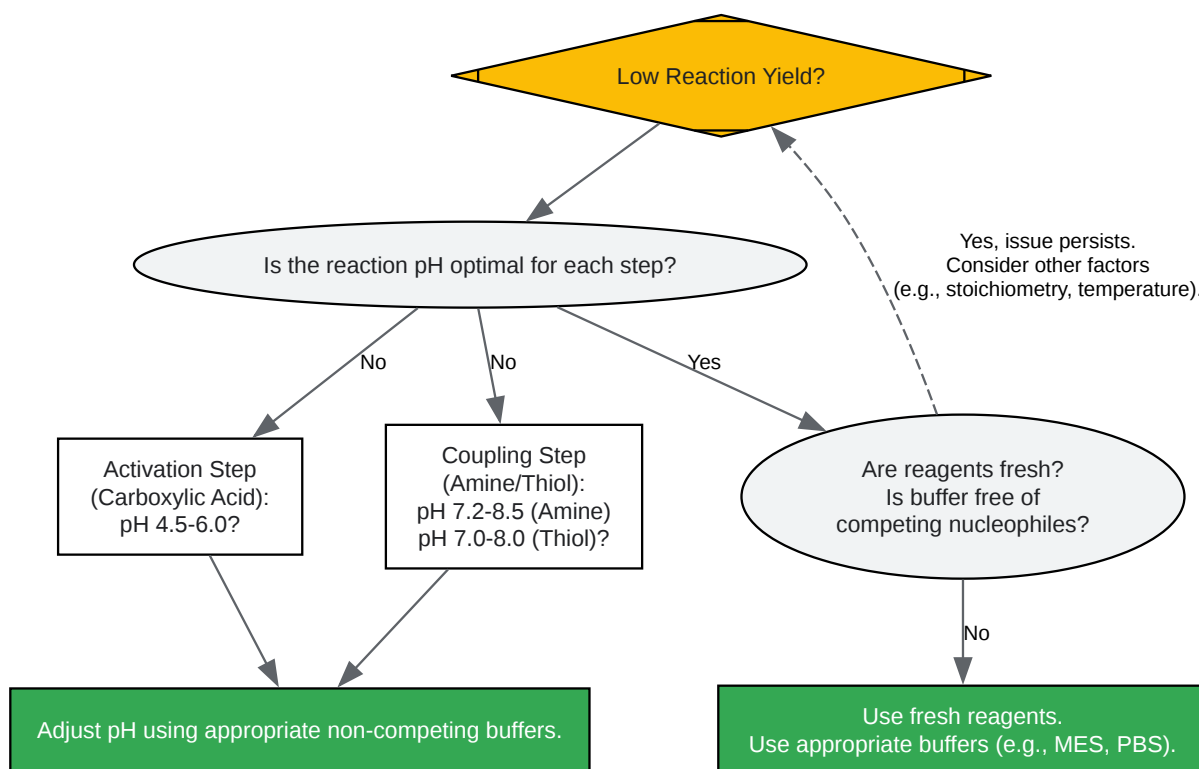 Low Reaction Yield?
Is the reaction pH optimal for each step?
Yes, issue persists.
Consider other factors
(e.g., stoichiometry, temperature).
No
No
Yes
Activation Step
(Carboxylic Acid):
pH 4.5-6.0?
Coupling Step
(Amine/Thiol):
pH 7.2-8.5 (Amine)
pH 7.0-8.0 (Thiol)?
Are reagents fresh?
Is buffer free of
competing nucleophiles?
No
Adjust pH using appropriate non-competing buffers.
Use fresh reagents.
Use appropriate buffers (e.g., MES, PBS).